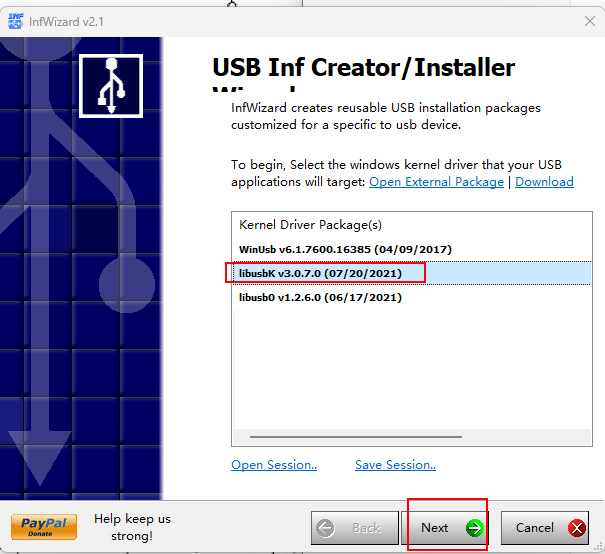 InfWizard v2.1
USB Inf Creator/Installer
InfWizard creates reusable USB installation packages
customized for a specific to usb device.
To begin, Select the windows kernel driver that your USB
applications will target: Open External Package | Download
Kernel Driver Package(s)
WinUsb v6.1.7600.16385 (04/09/2017)
libusbK v3.0.7.0 (07/20/2021)
libusb0 v1.2.6.0 (06/17/2021)
Open Session.. Save Session..
PayPal
Donate
Help keep us
strong!
Back Next Cancel